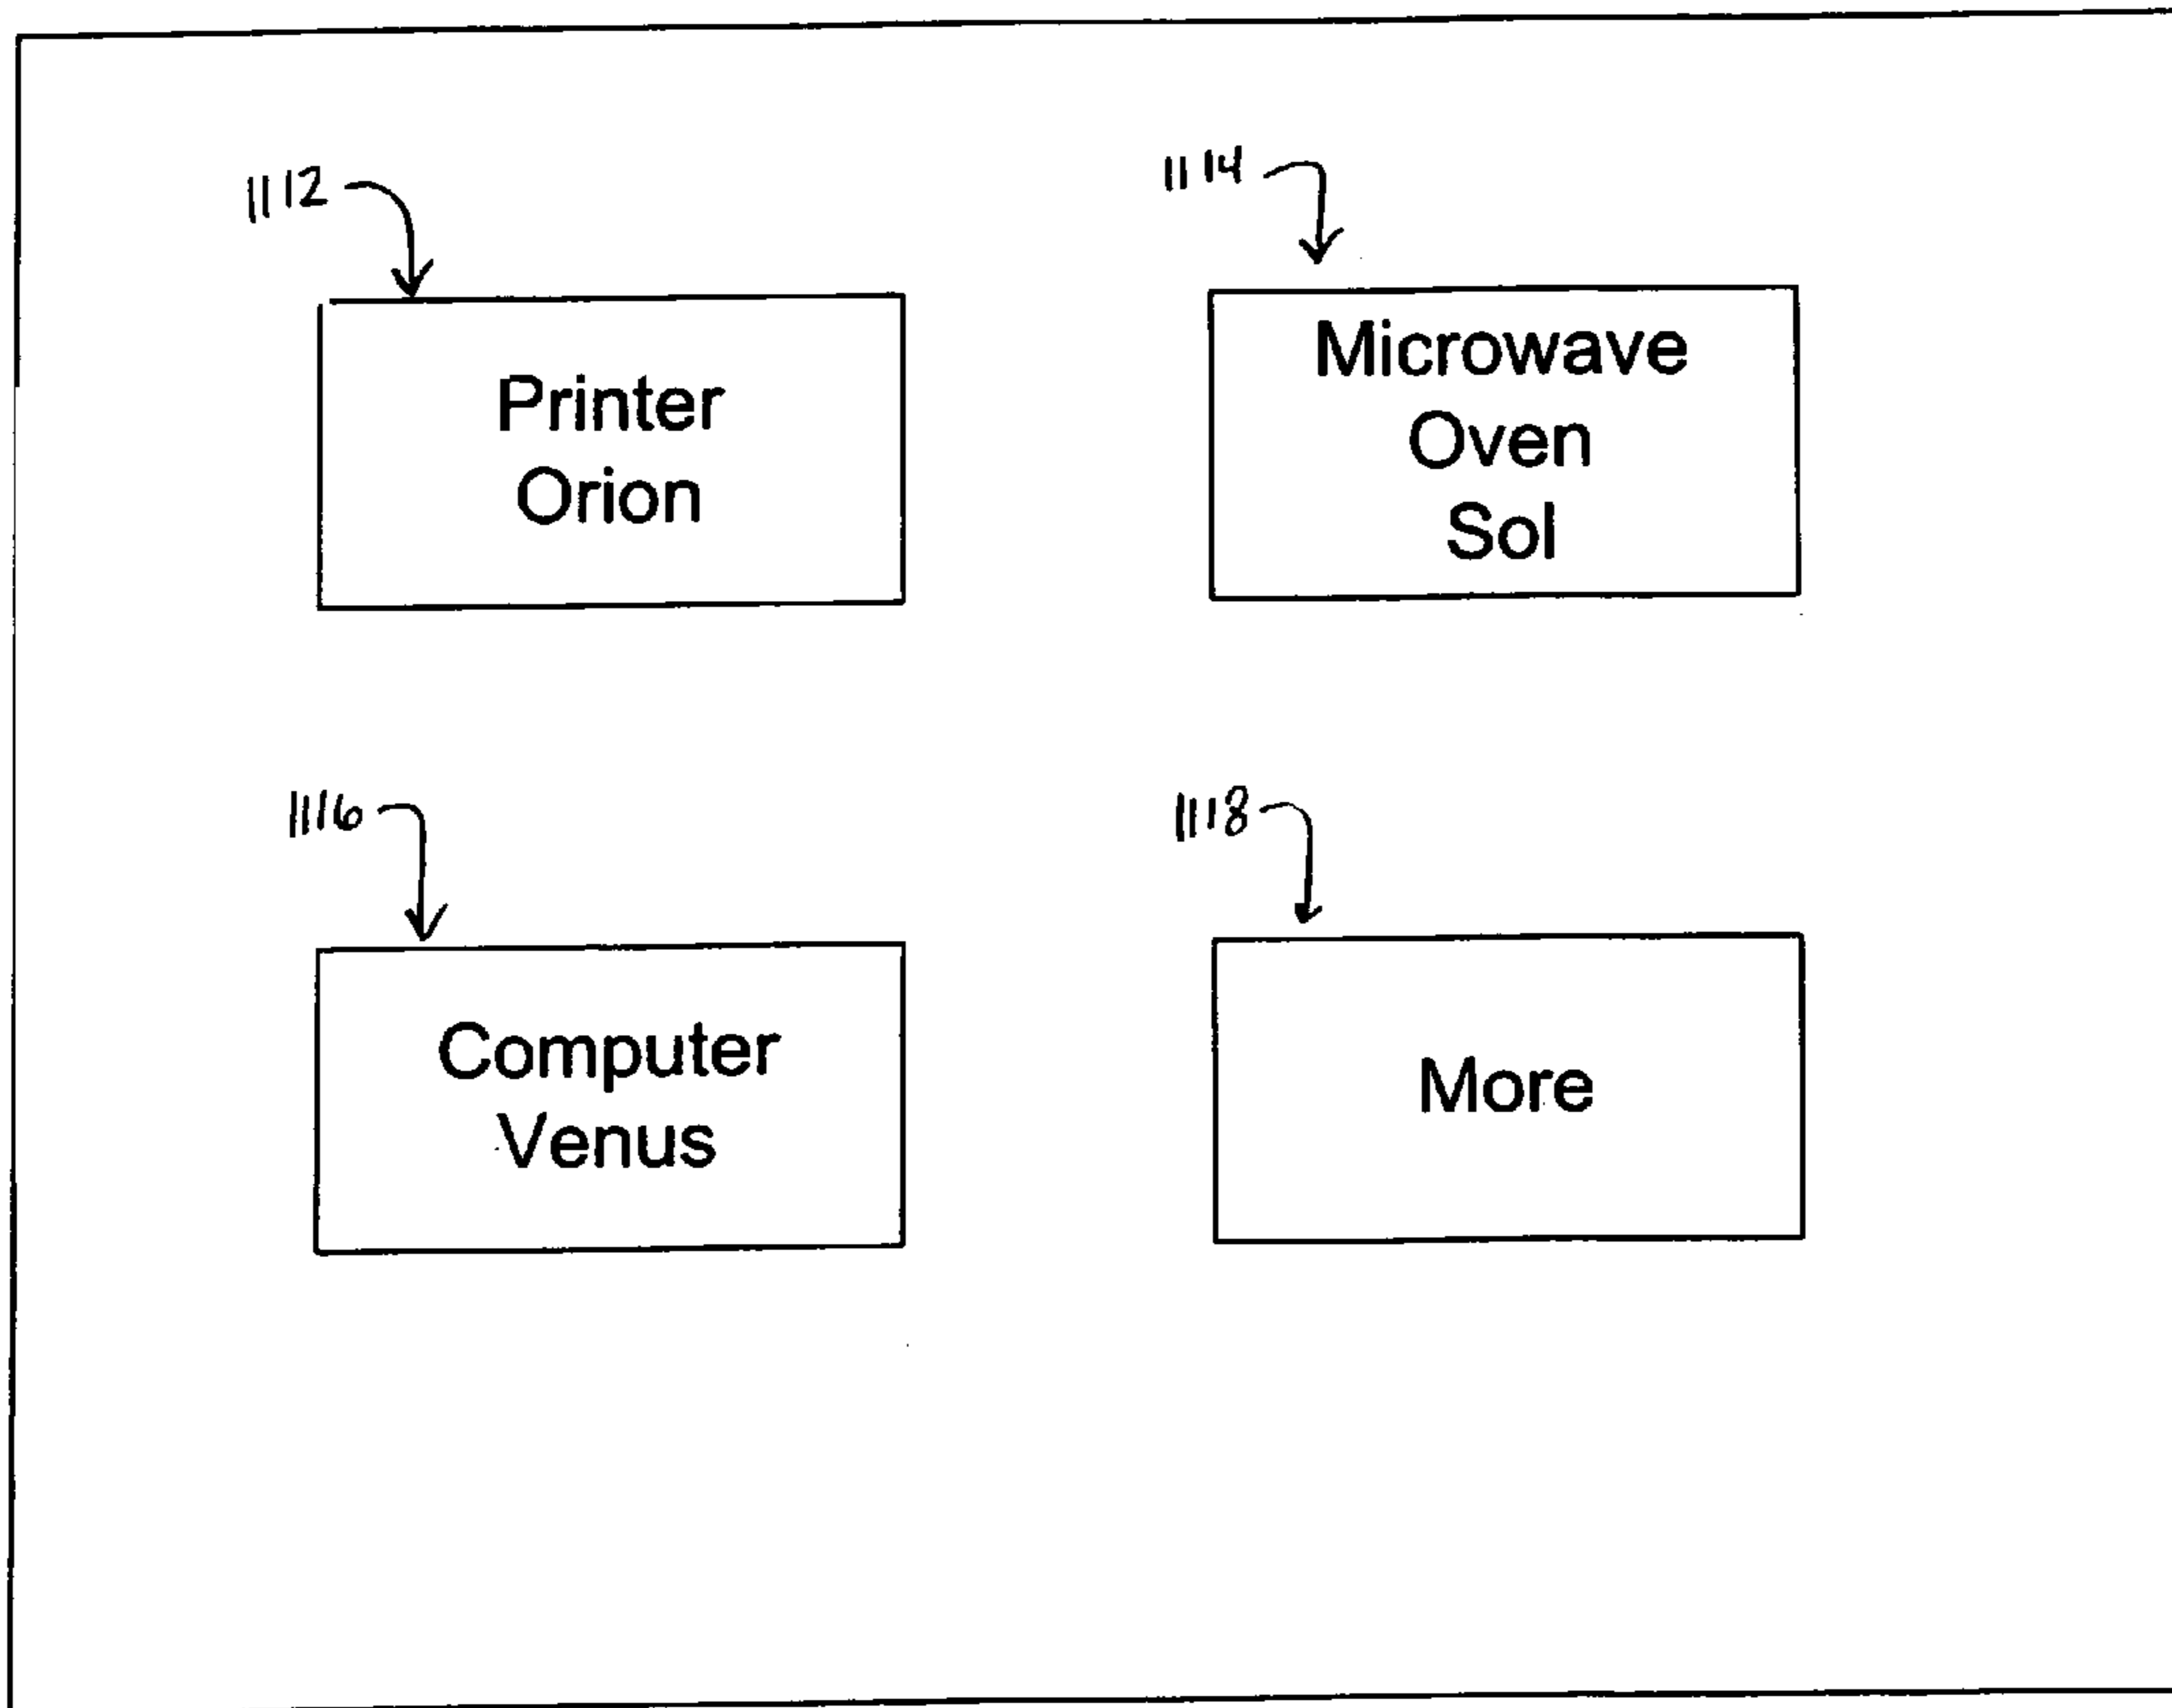 1112
1114
Printer
Orion
Microwave
Oven
Sol
1116
1118
Computer
Venus
More